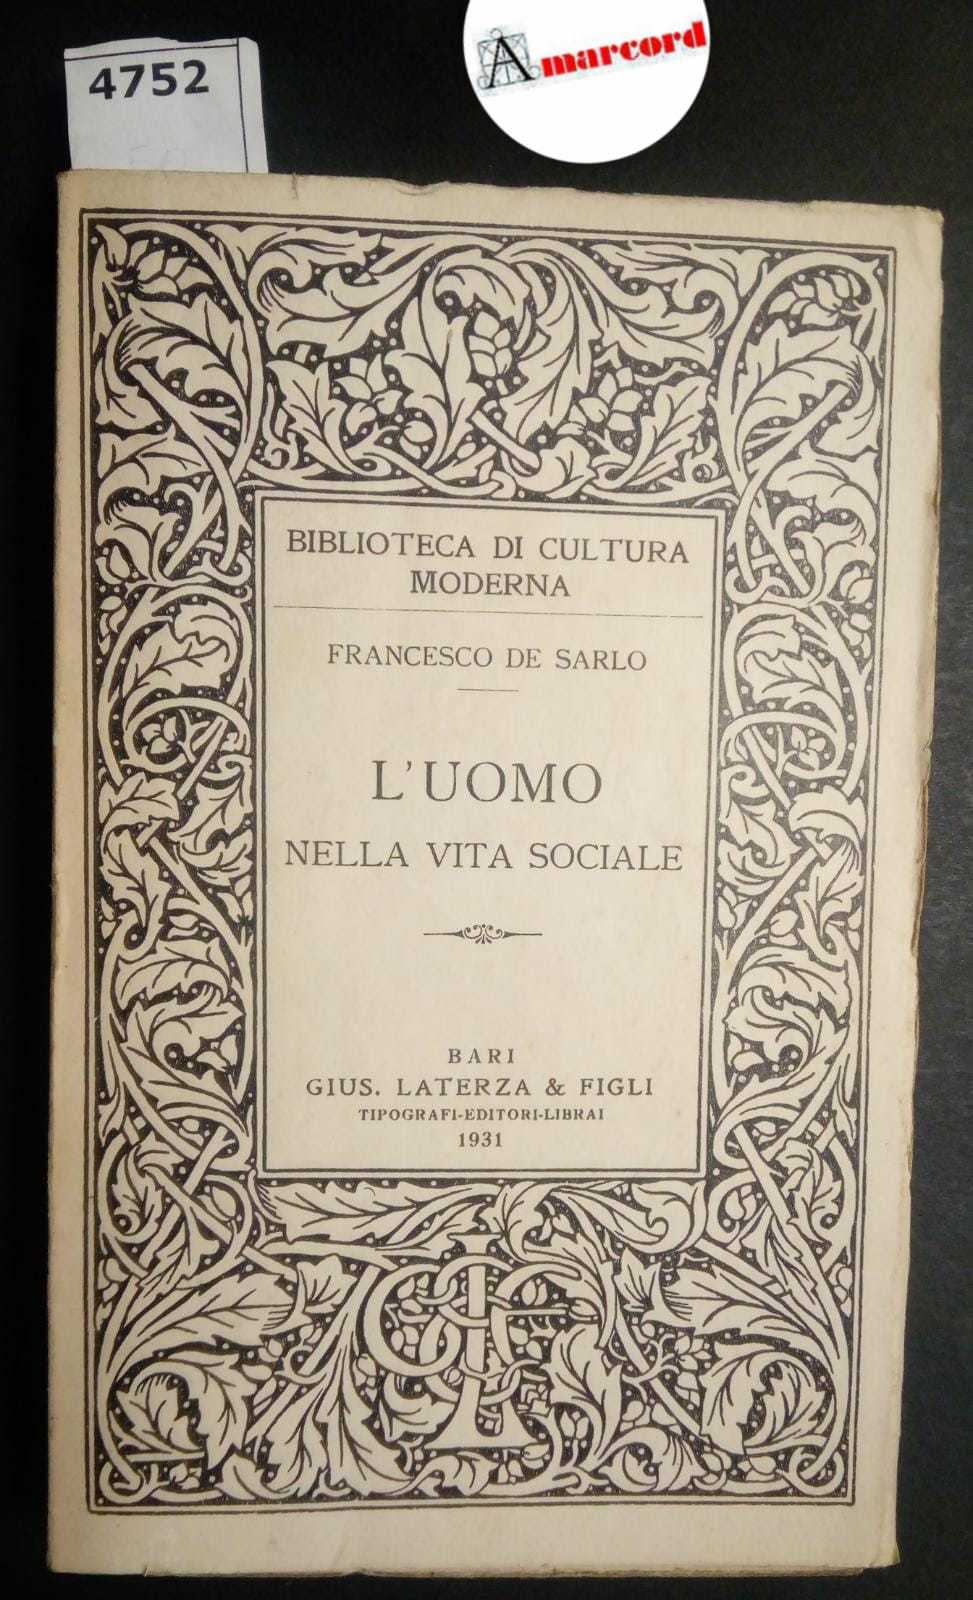 4752
Amarcord
BIBLIOTECA DI CULTURA
MODERNA
FRANCESCO DE SARLO
L'UOMO
NELLA VITA SOCIALE
BARI
GIUS. LATERZA & FIGLI
TIPOGRAFI-EDITORI-LIBRAI
1931